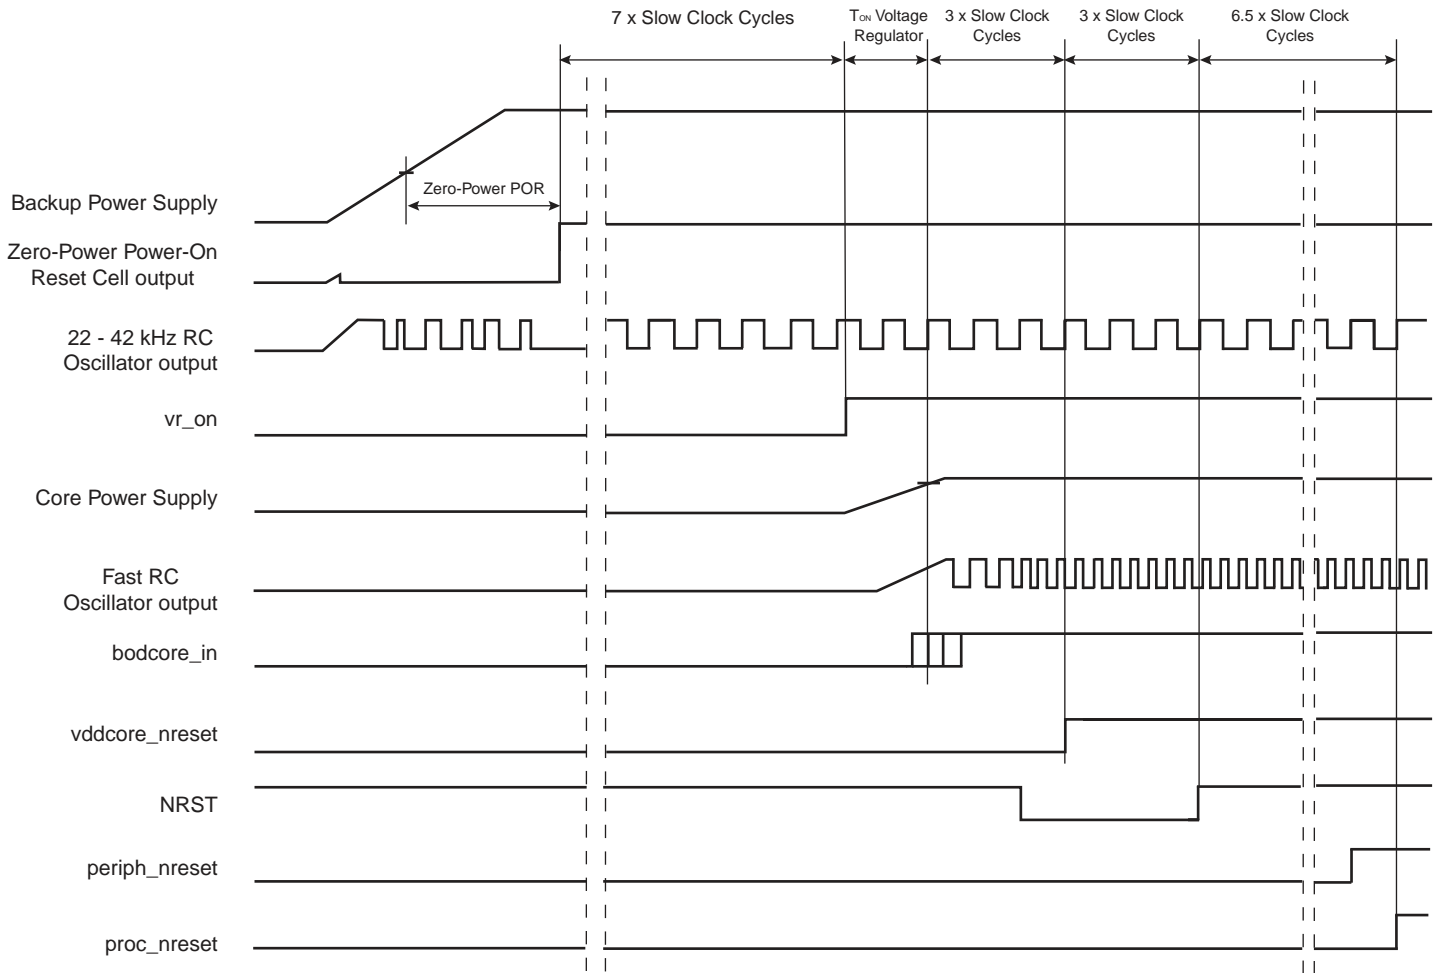 7 x Slow Clock Cycles
TON Voltage
Regulator
3 x Slow Clock
Cycles
3 x Slow Clock
Cycles
6.5 x Slow Clock
Cycles
Zero-Power POR
Backup Power Supply
Zero-Power Power-On
Reset Cell output
22 - 42 kHz RC
Oscillator output
vr_on
Core Power Supply
Fast RC
Oscillator output
bodcore_in
vddcore_nreset
NRST
periph_nreset
proc_nreset